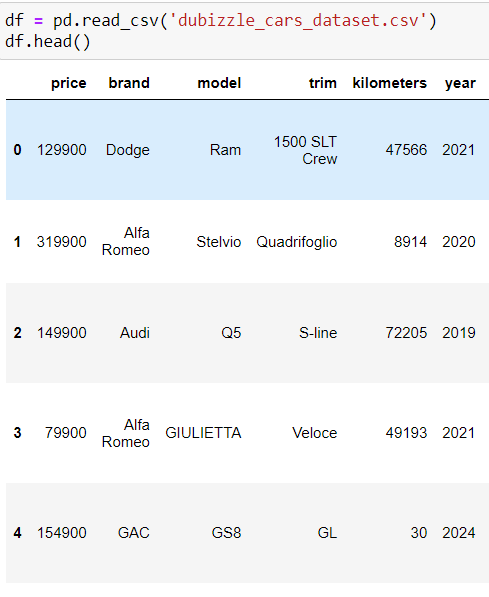 df = pd.read_csv('dubizzle_cars_dataset.csv')
df.head()
price brand model trim kilometers year
0 129900 Dodge Ram 1500 SLT Crew 47566 2021
1 319900 Alfa Romeo Stelvio Quadrifoglio 8914 2020
2 149900 Audi Q5 S-line 72205 2019
3 79900 Alfa Romeo GIULIETTA Veloce 49193 2021
4 154900 GAC GS8 GL 30 2024